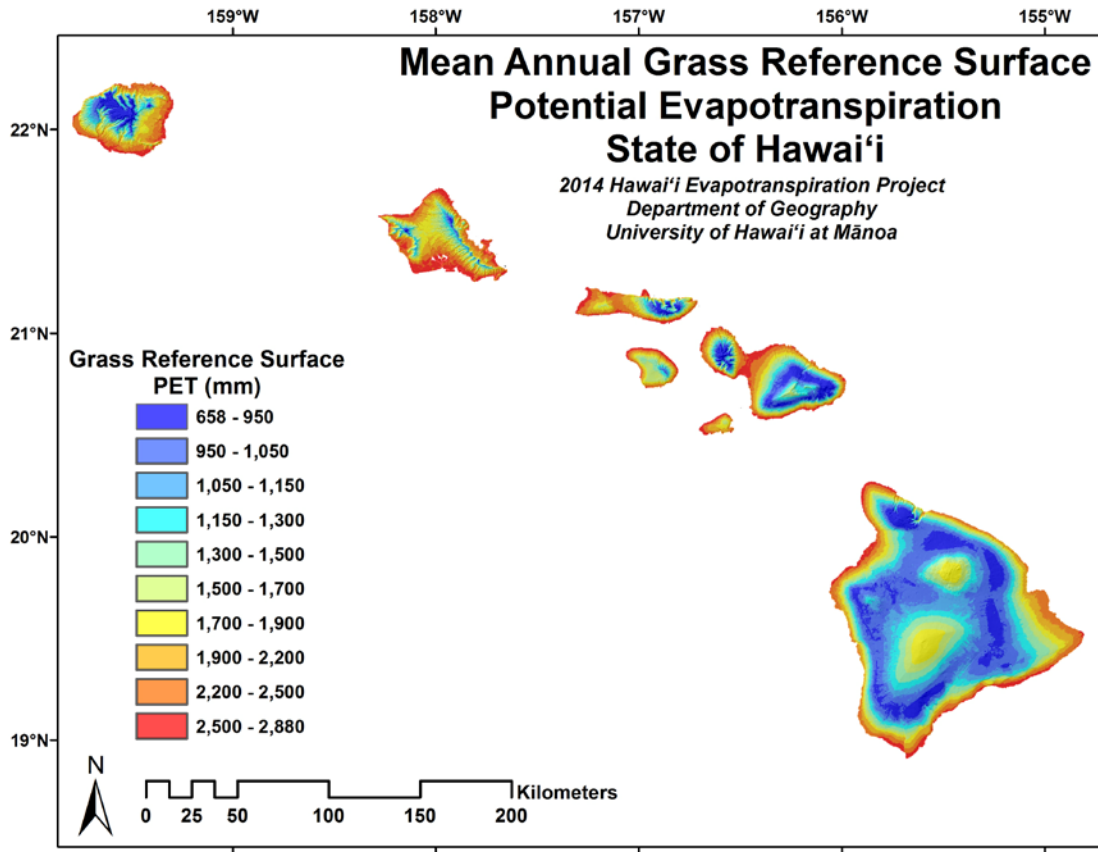 159°W 158°W 157°W 156°W 155°W
Mean Annual Grass Reference Surface
Potential Evapotranspiration
State of Hawaiʻi
2014 Hawaiʻi Evapotranspiration Project
Department of Geography
University of Hawaiʻi at Mānoa
22°N
21°N
20°N
19°N
Grass Reference Surface
PET (mm)
658 - 950
950 - 1,050
1,050 - 1,150
1,150 - 1,300
1,300 - 1,500
1,500 - 1,700
1,700 - 1,900
1,900 - 2,200
2,200 - 2,500
2,500 - 2,880
N
Kilometers
0 25 50 100 150 200